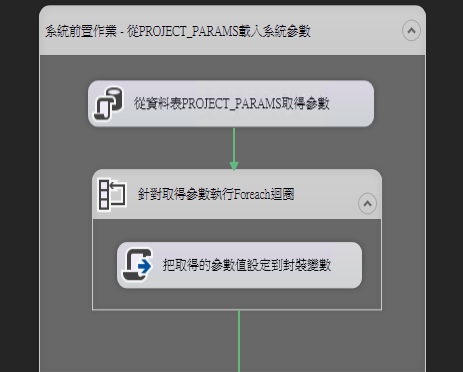 系統前置作業 - 從PROJECT_PARAMS載入系統參數
從資料表PROJECT_PARAMS取得參數
針對取得參數執行Foreach迴圈
把取得的參數值設定到封裝變數